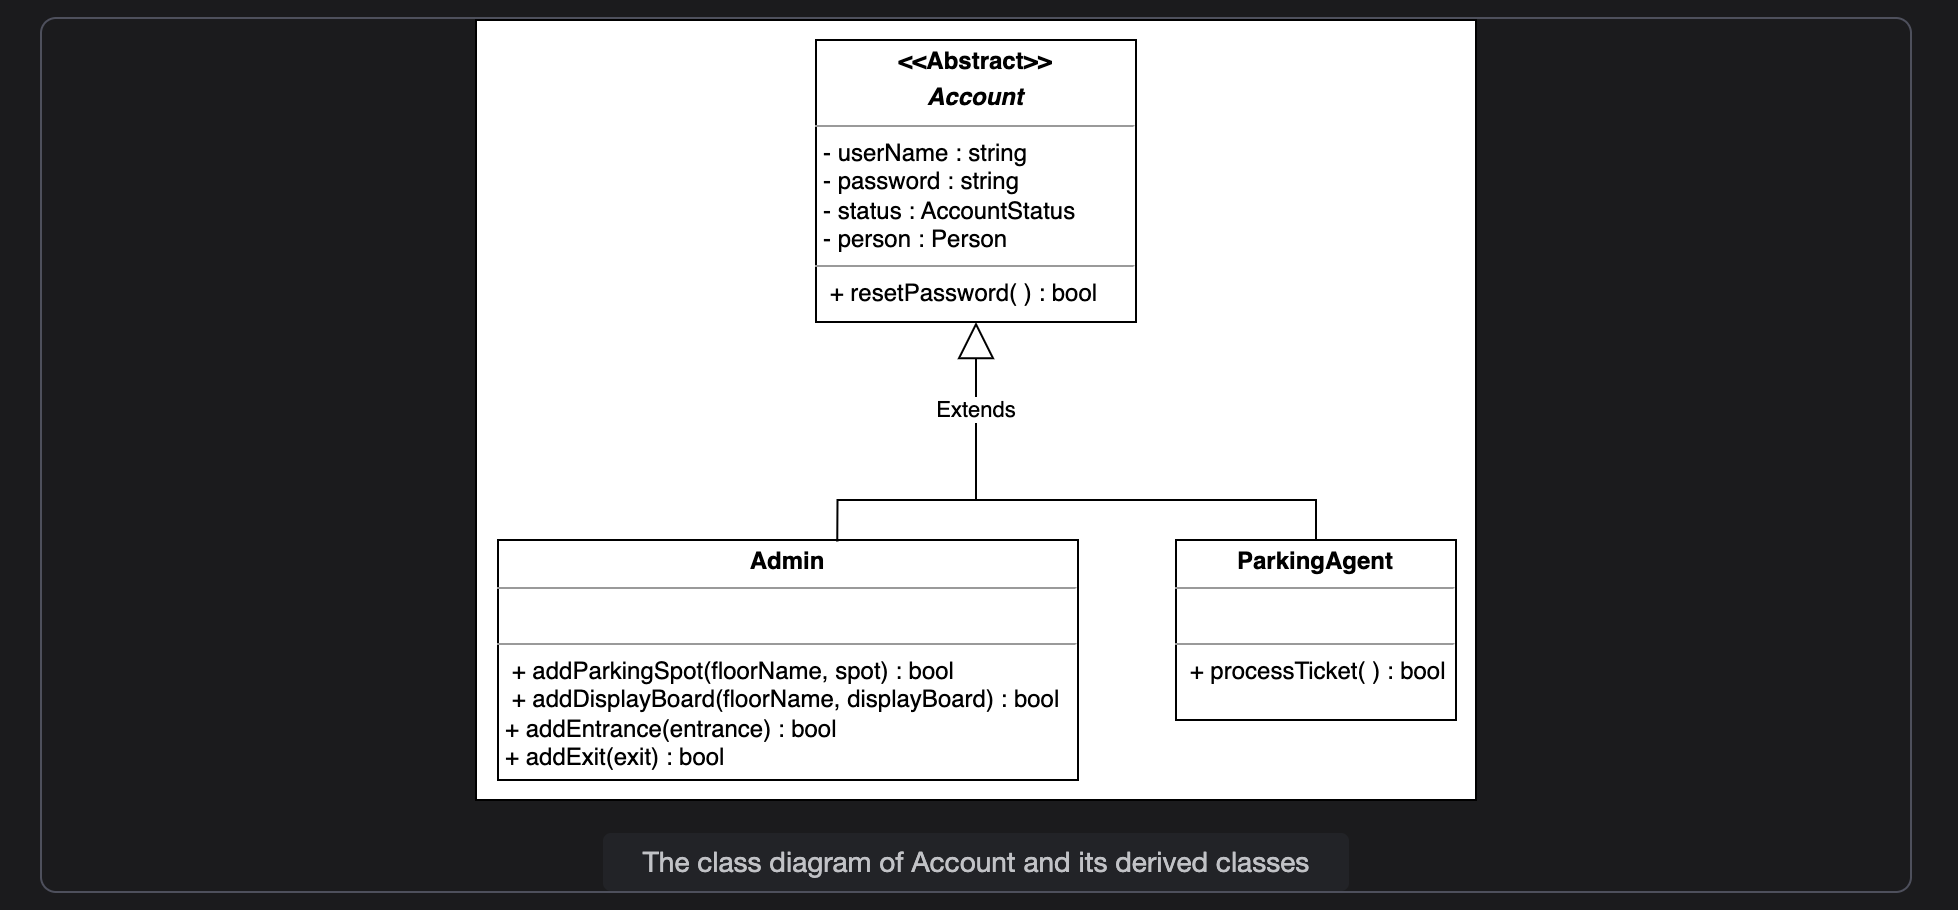 <<Abstract>>
Account
- userName : string
- password : string
- status : AccountStatus
- person : Person
+ resetPassword( ) : bool
Extends
Admin
+ addParkingSpot(floorName, spot) : bool
+ addDisplayBoard(floorName, displayBoard) : bool
+ addEntrance(entrance) : bool
+ addExit(exit) : bool
ParkingAgent
+ processTicket( ) : bool
The class diagram of Account and its derived classes